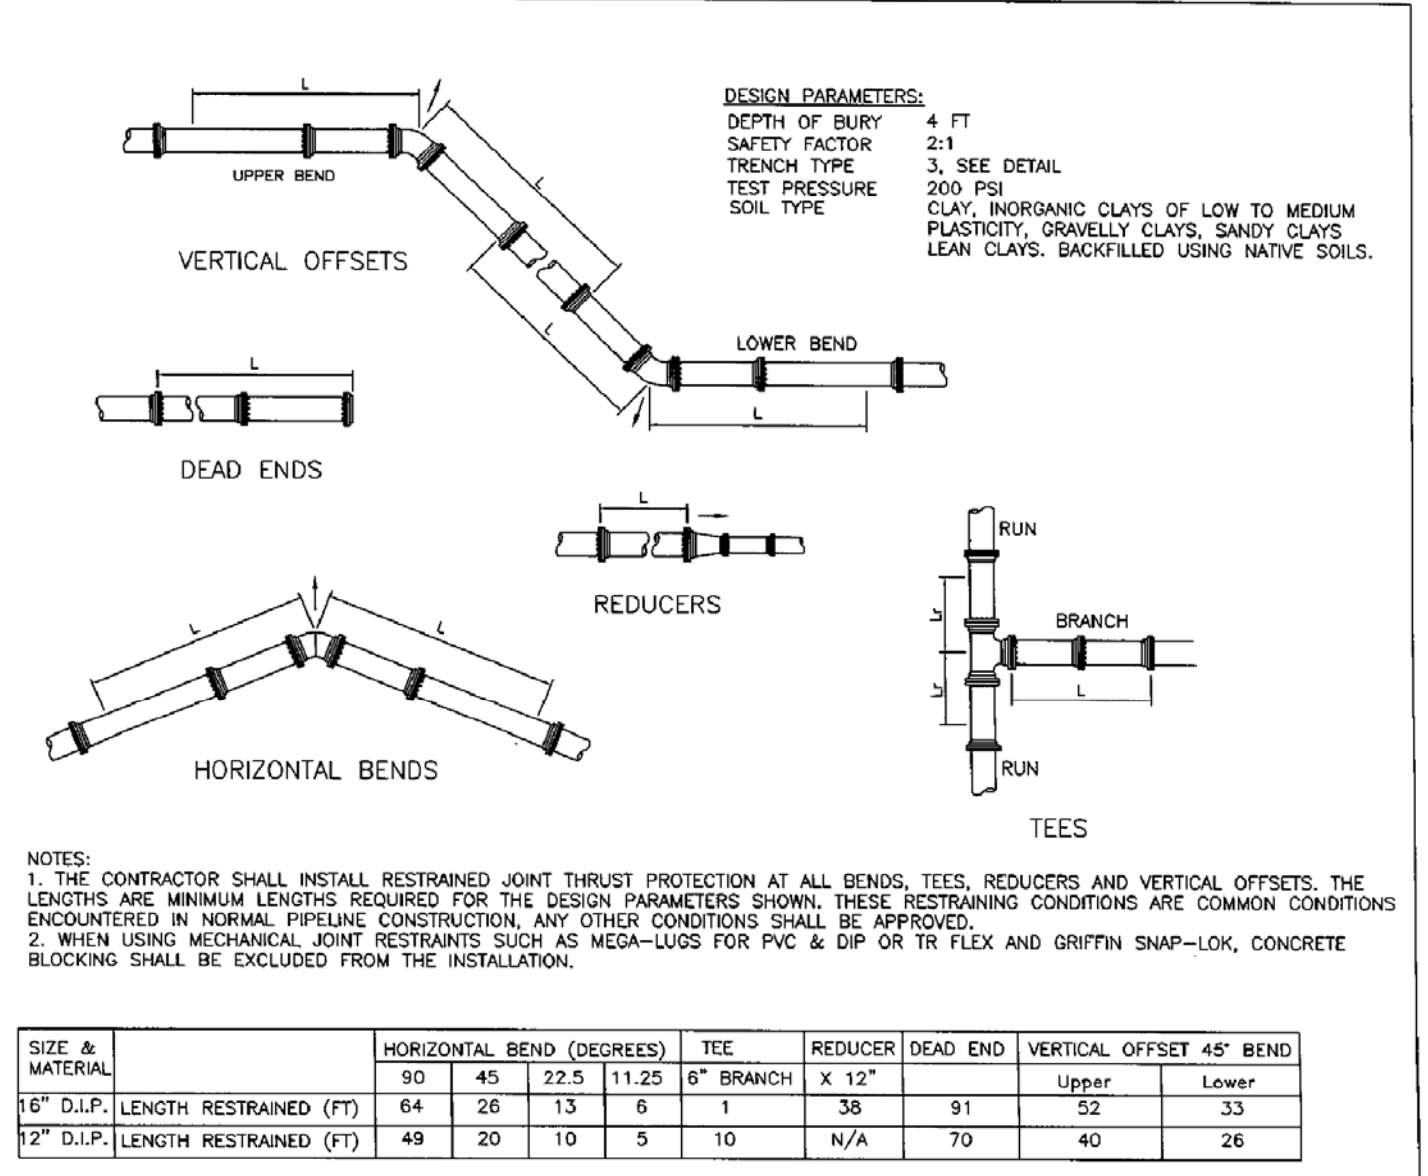 L
UPPER BEND
VERTICAL OFFSETS
L
L
LOWER BEND
L
DESIGN PARAMETERS:
DEPTH OF BURY 4 FT
SAFETY FACTOR 2:1
TRENCH TYPE 3, SEE DETAIL
TEST PRESSURE 200 PSI
SOIL TYPE CLAY, INORGANIC CLAYS OF LOW TO MEDIUM
PLASTICITY, GRAVELLY CLAYS, SANDY CLAYS
LEAN CLAYS. BACKFILLED USING NATIVE SOILS.
L
DEAD ENDS
L
REDUCERS
L
L
HORIZONTAL BENDS
RUN
Lr
BRANCH
Lr
L
RUN
TEES
NOTES:
1. THE CONTRACTOR SHALL INSTALL RESTRAINED JOINT THRUST PROTECTION AT ALL BENDS, TEES, REDUCERS AND VERTICAL OFFSETS. THE
LENGTHS ARE MINIMUM LENGTHS REQUIRED FOR THE DESIGN PARAMETERS SHOWN. THESE RESTRAINING CONDITIONS ARE COMMON CONDITIONS
ENCOUNTERED IN NORMAL PIPELINE CONSTRUCTION, ANY OTHER CONDITIONS SHALL BE APPROVED.
2. WHEN USING MECHANICAL JOINT RESTRAINTS SUCH AS MEGA-LUGS FOR PVC & DIP OR TR FLEX AND GRIFFIN SNAP-LOK, CONCRETE
BLOCKING SHALL BE EXCLUDED FROM THE INSTALLATION.
SIZE & MATERIAL HORIZONTAL BEND (DEGREES) TEE REDUCER DEAD END VERTICAL OFFSET 45° BEND
90 45 22.5 11.25 6" BRANCH X 12" Upper Lower
16" D.I.P. LENGTH RESTRAINED (FT) 64 26 13 6 1 38 91 52 33
12" D.I.P. LENGTH RESTRAINED (FT) 49 20 10 5 10 N/A 70 40 26